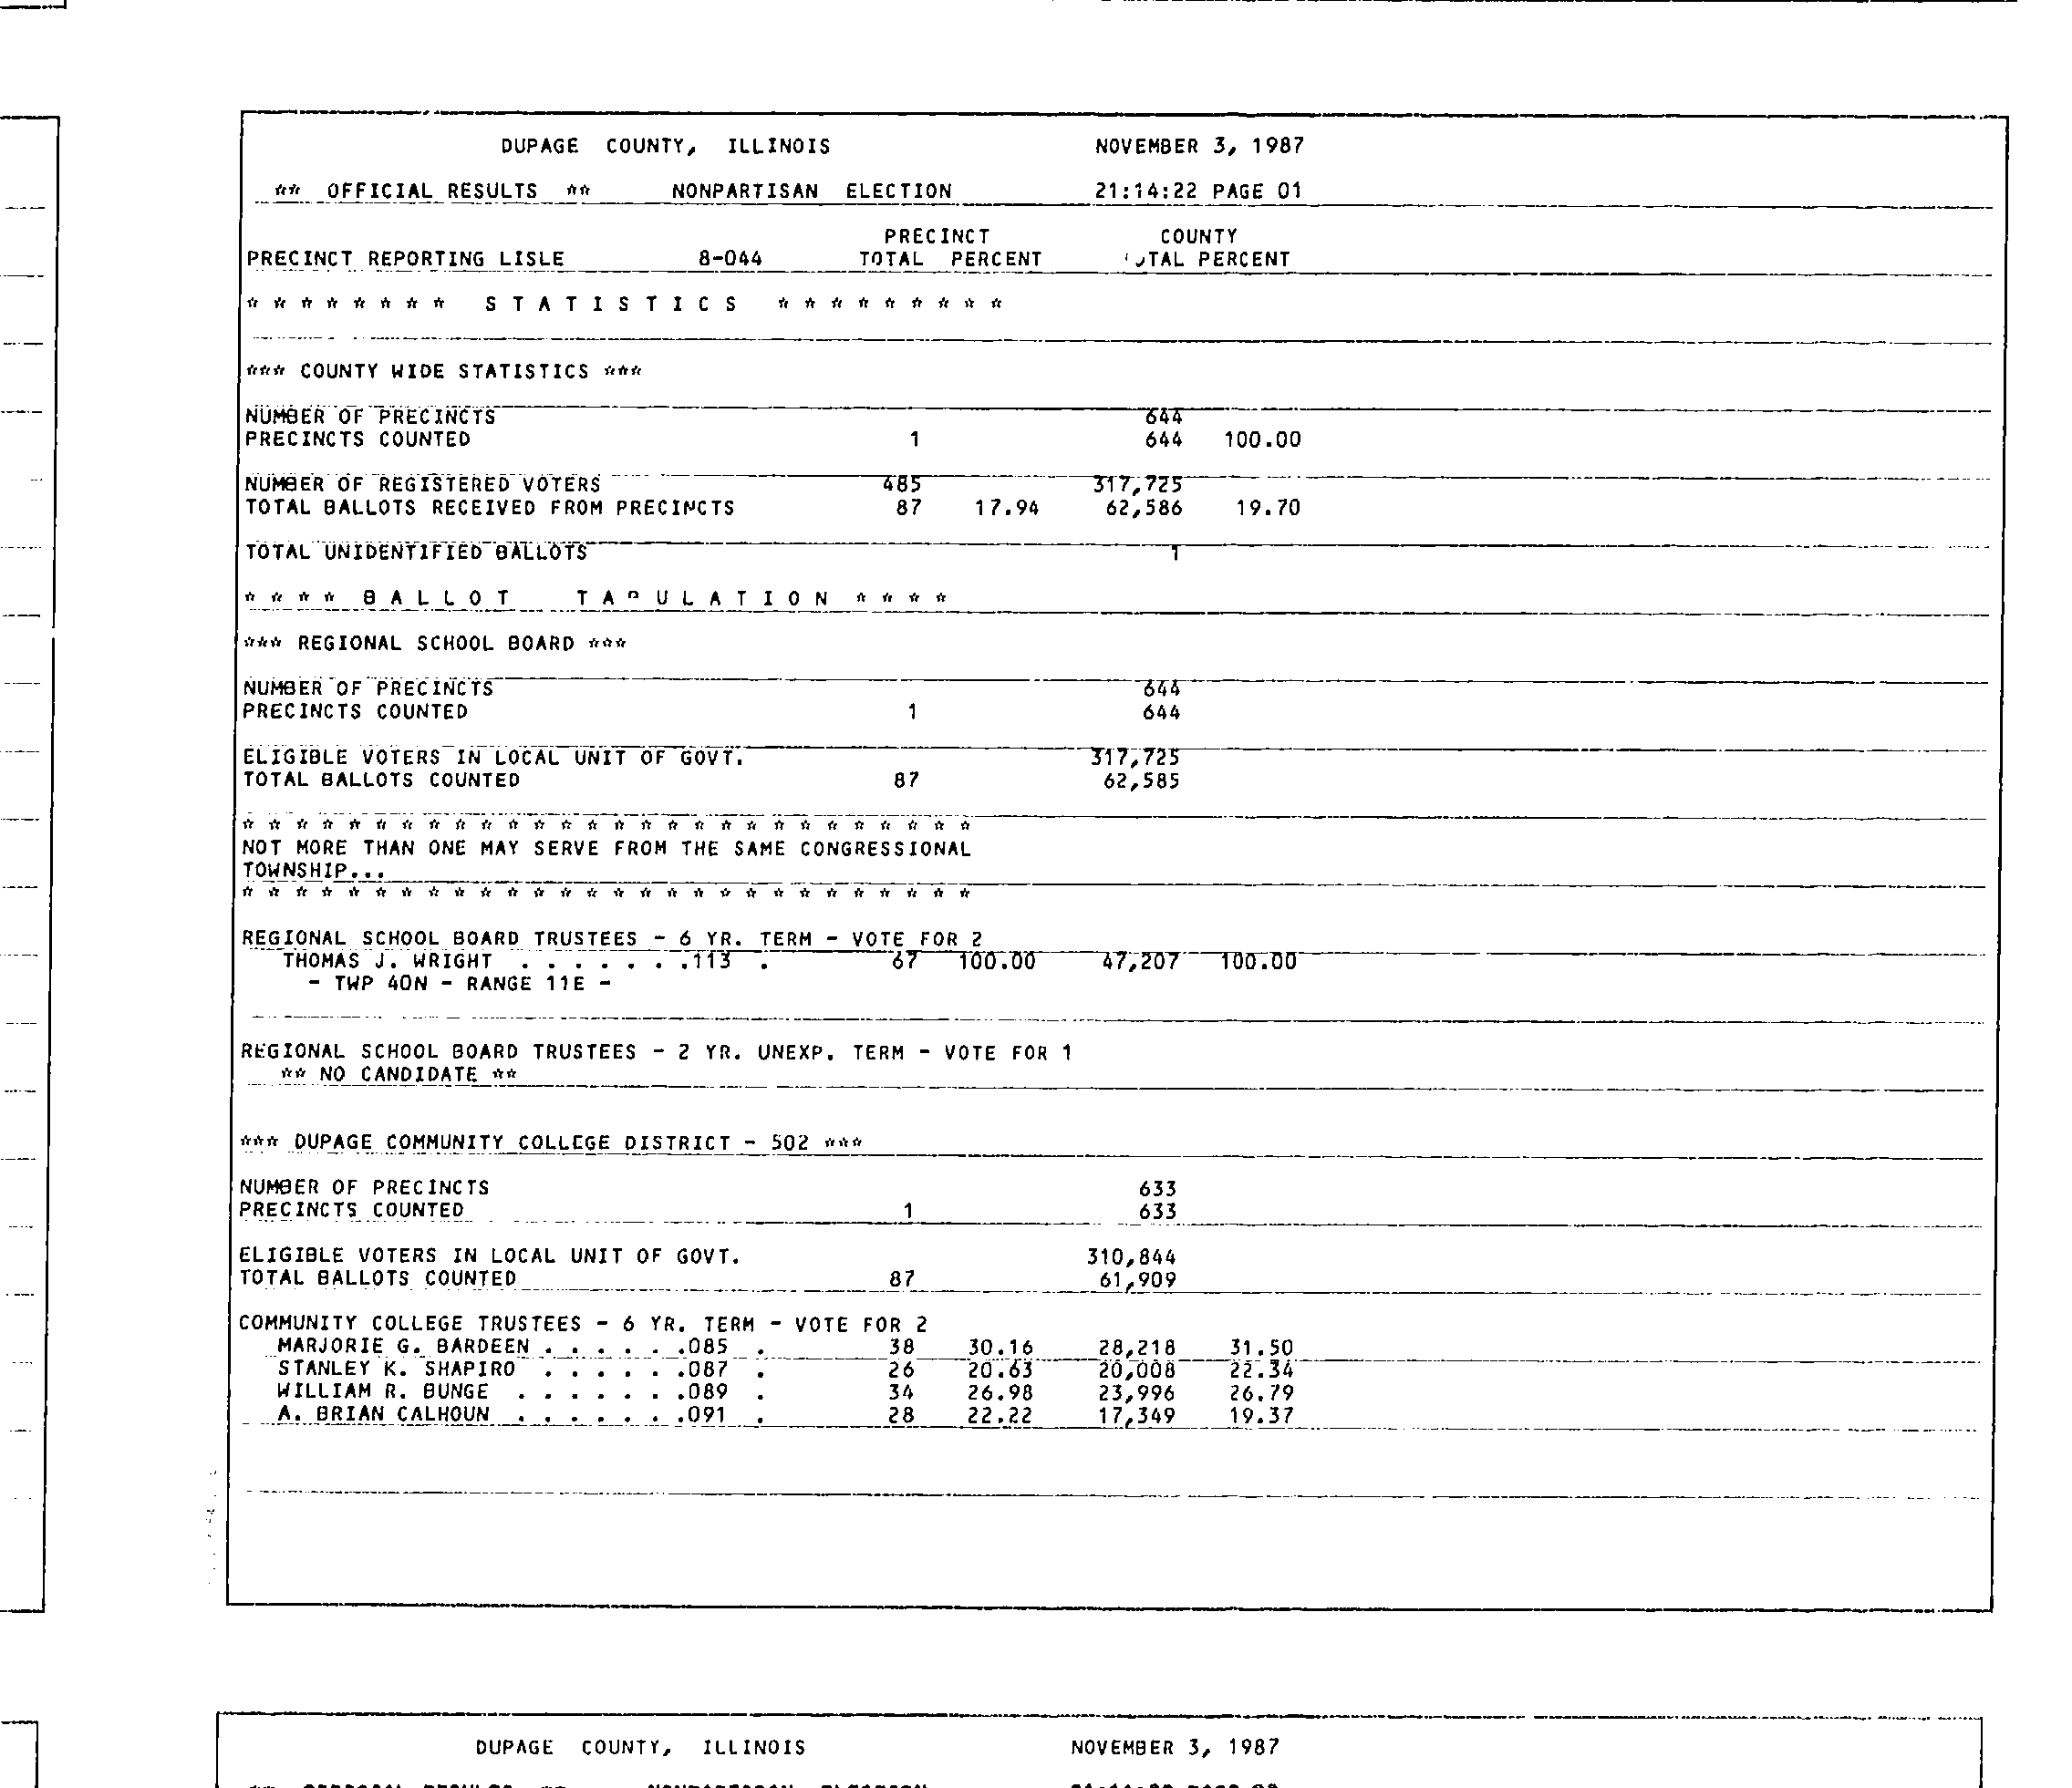 DUPAGE COUNTY, ILLINOIS NOVEMBER 3, 1987
** OFFICIAL RESULTS ** NONPARTISAN ELECTION 21:14:22 PAGE 01
PRECINCT COUNTY
PRECINCT REPORTING LISLE 8-044 TOTAL PERCENT TAL PERCENT
* * * * * * * * S T A T I S T I C S * * * * * * * * *
*** COUNTY WIDE STATISTICS ***
NUMBER OF PRECINCTS 644
PRECINCTS COUNTED 1 644 100.00
NUMBER OF REGISTERED VOTERS 485 317,725
TOTAL BALLOTS RECEIVED FROM PRECINCTS 87 17.94 62,586 19.70
TOTAL UNIDENTIFIED BALLOTS 1
* * * * B A L L O T T A B U L A T I O N * * * *
*** REGIONAL SCHOOL BOARD ***
NUMBER OF PRECINCTS 644
PRECINCTS COUNTED 1 644
ELIGIBLE VOTERS IN LOCAL UNIT OF GOVT. 317,725
TOTAL BALLOTS COUNTED 87 62,585
* * * * * * * * * * * * * * * * * * * * * * * * * * * *
NOT MORE THAN ONE MAY SERVE FROM THE SAME CONGRESSIONAL
TOWNSHIP...
* * * * * * * * * * * * * * * * * * * * * * * * * * * *
REGIONAL SCHOOL BOARD TRUSTEES - 6 YR. TERM - VOTE FOR 2
THOMAS J. WRIGHT . . . . . . .113 . 67 100.00 47,207 100.00
- TWP 40N - RANGE 11E -
REGIONAL SCHOOL BOARD TRUSTEES - 2 YR. UNEXP. TERM - VOTE FOR 1
** NO CANDIDATE **
*** DUPAGE COMMUNITY COLLEGE DISTRICT - 502 ***
NUMBER OF PRECINCTS 633
PRECINCTS COUNTED 1 633
ELIGIBLE VOTERS IN LOCAL UNIT OF GOVT. 310,844
TOTAL BALLOTS COUNTED 87 61,909
COMMUNITY COLLEGE TRUSTEES - 6 YR. TERM - VOTE FOR 2
MARJORIE G. BARDEEN . . . . . .085 . 38 30.16 28,218 31.50
STANLEY K. SHAPIRO . . . . . .087 . 26 20.63 20,008 22.34
WILLIAM R. BUNGE . . . . . . .089 . 34 26.98 23,996 26.79
A. BRIAN CALHOUN . . . . . . .091 . 28 22.22 17,349 19.37
DUPAGE COUNTY, ILLINOIS NOVEMBER 3, 1987